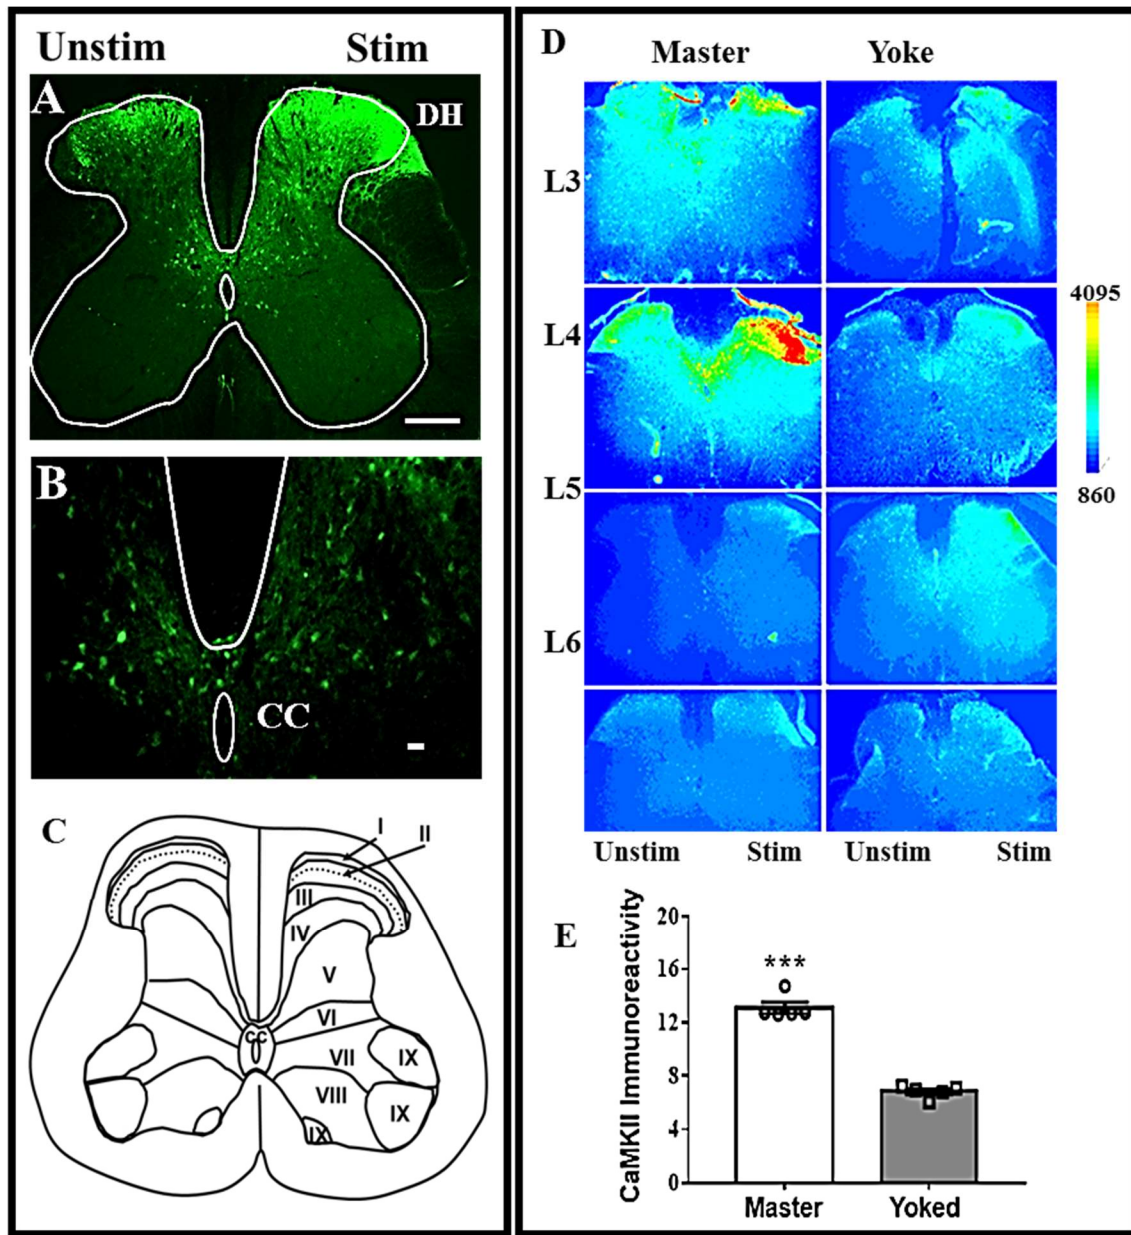 Unstim Stim
A
DH
B
CC
C
I
II
III
IV
V
VI
CC
VII
IX
VIII
IX
IX
D
Master Yoke
L3
L4
L5
L6
4095
860
Unstim Stim Unstim Stim
E
CaMKII Immunoreactivity
20
16
12
8
4
0
***
Master Yoked